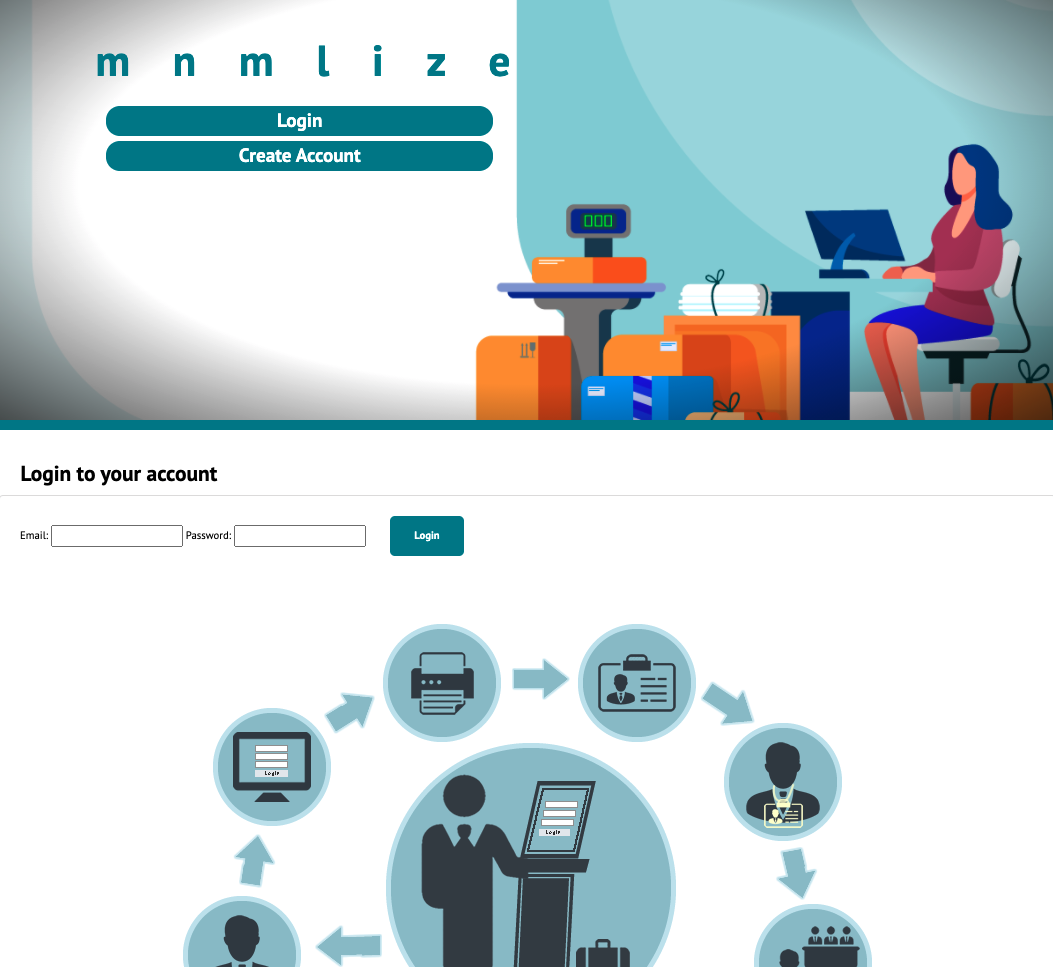 m n m l i z e
Login
Create Account
000
Login to your account
Email: Password: Login
Login
Login